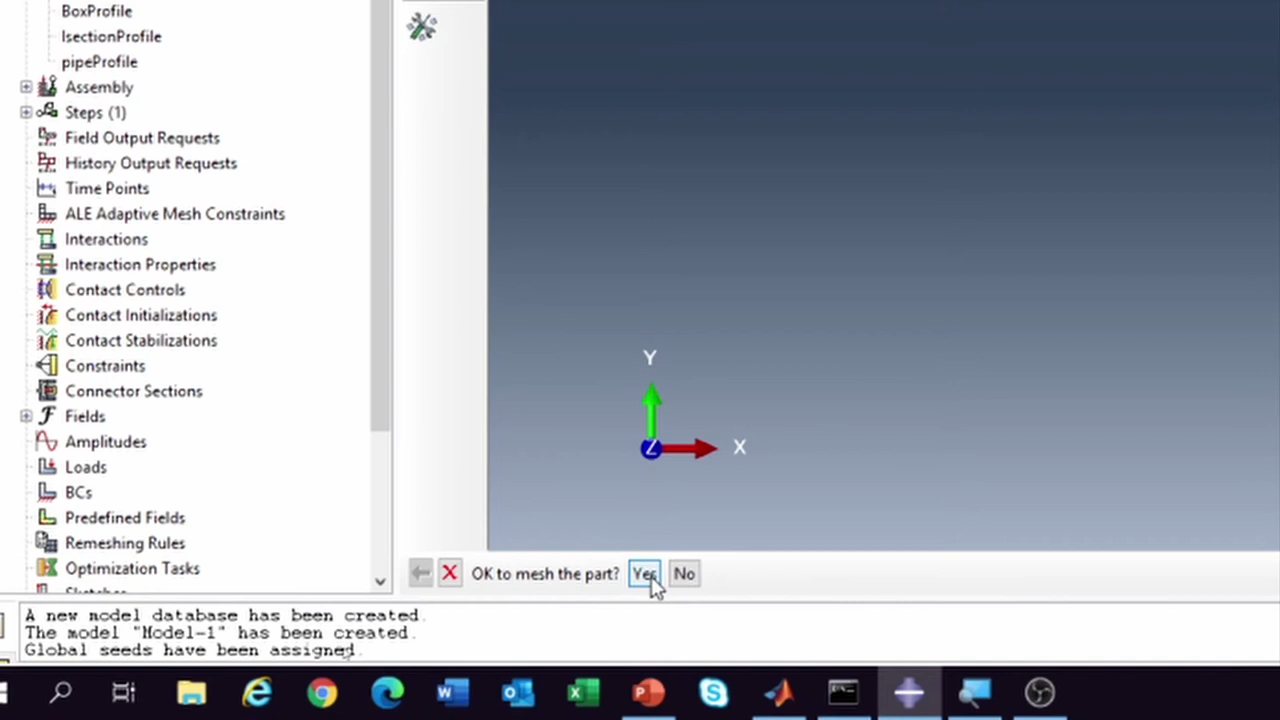 BoxProfile
IsectionProfile
pipeProfile
Assembly
Steps (1)
Field Output Requests
History Output Requests
Time Points
ALE Adaptive Mesh Constraints
Interactions
Interaction Properties
Contact Controls
Contact Initializations
Contact Stabilizations
Constraints
Connector Sections
Fields
Amplitudes
Loads
BCs
Predefined Fields
Remeshing Rules
Optimization Tasks
Sketches
Y
Z X
OK to mesh the part? Yes No
A new model database has been created.
The model "Model-1" has been created.
Global seeds have been assigned.